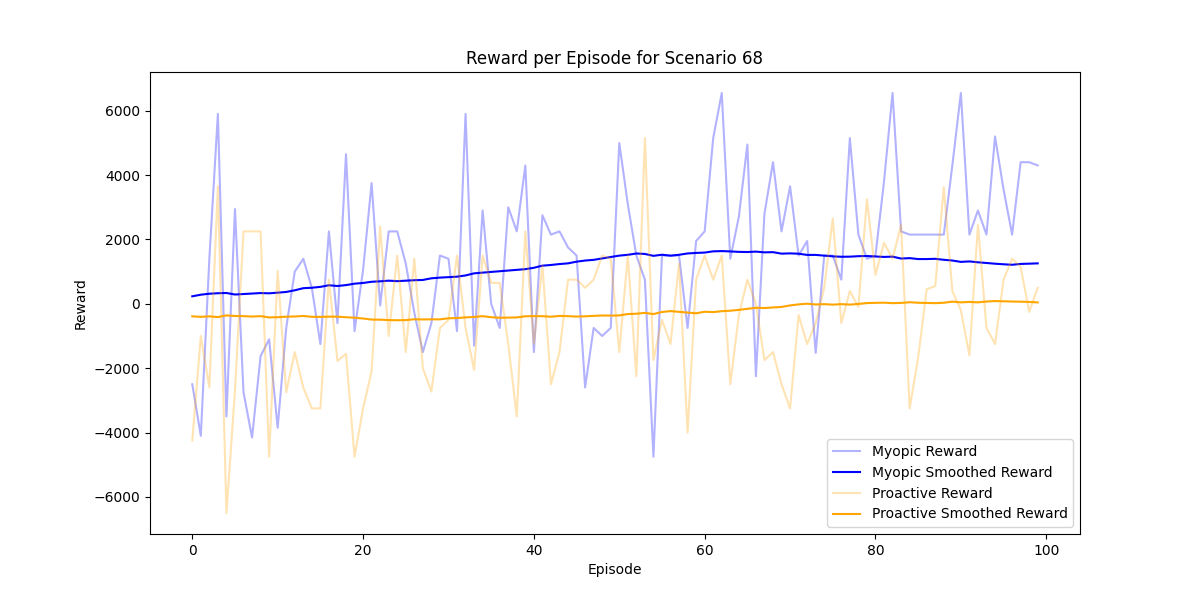 Reward per Episode for Scenario 68
Reward
6000
4000
2000
0
−2000
−4000
−6000
0 20 40 60 80 100
Episode
Myopic Reward
Myopic Smoothed Reward
Proactive Reward
Proactive Smoothed Reward